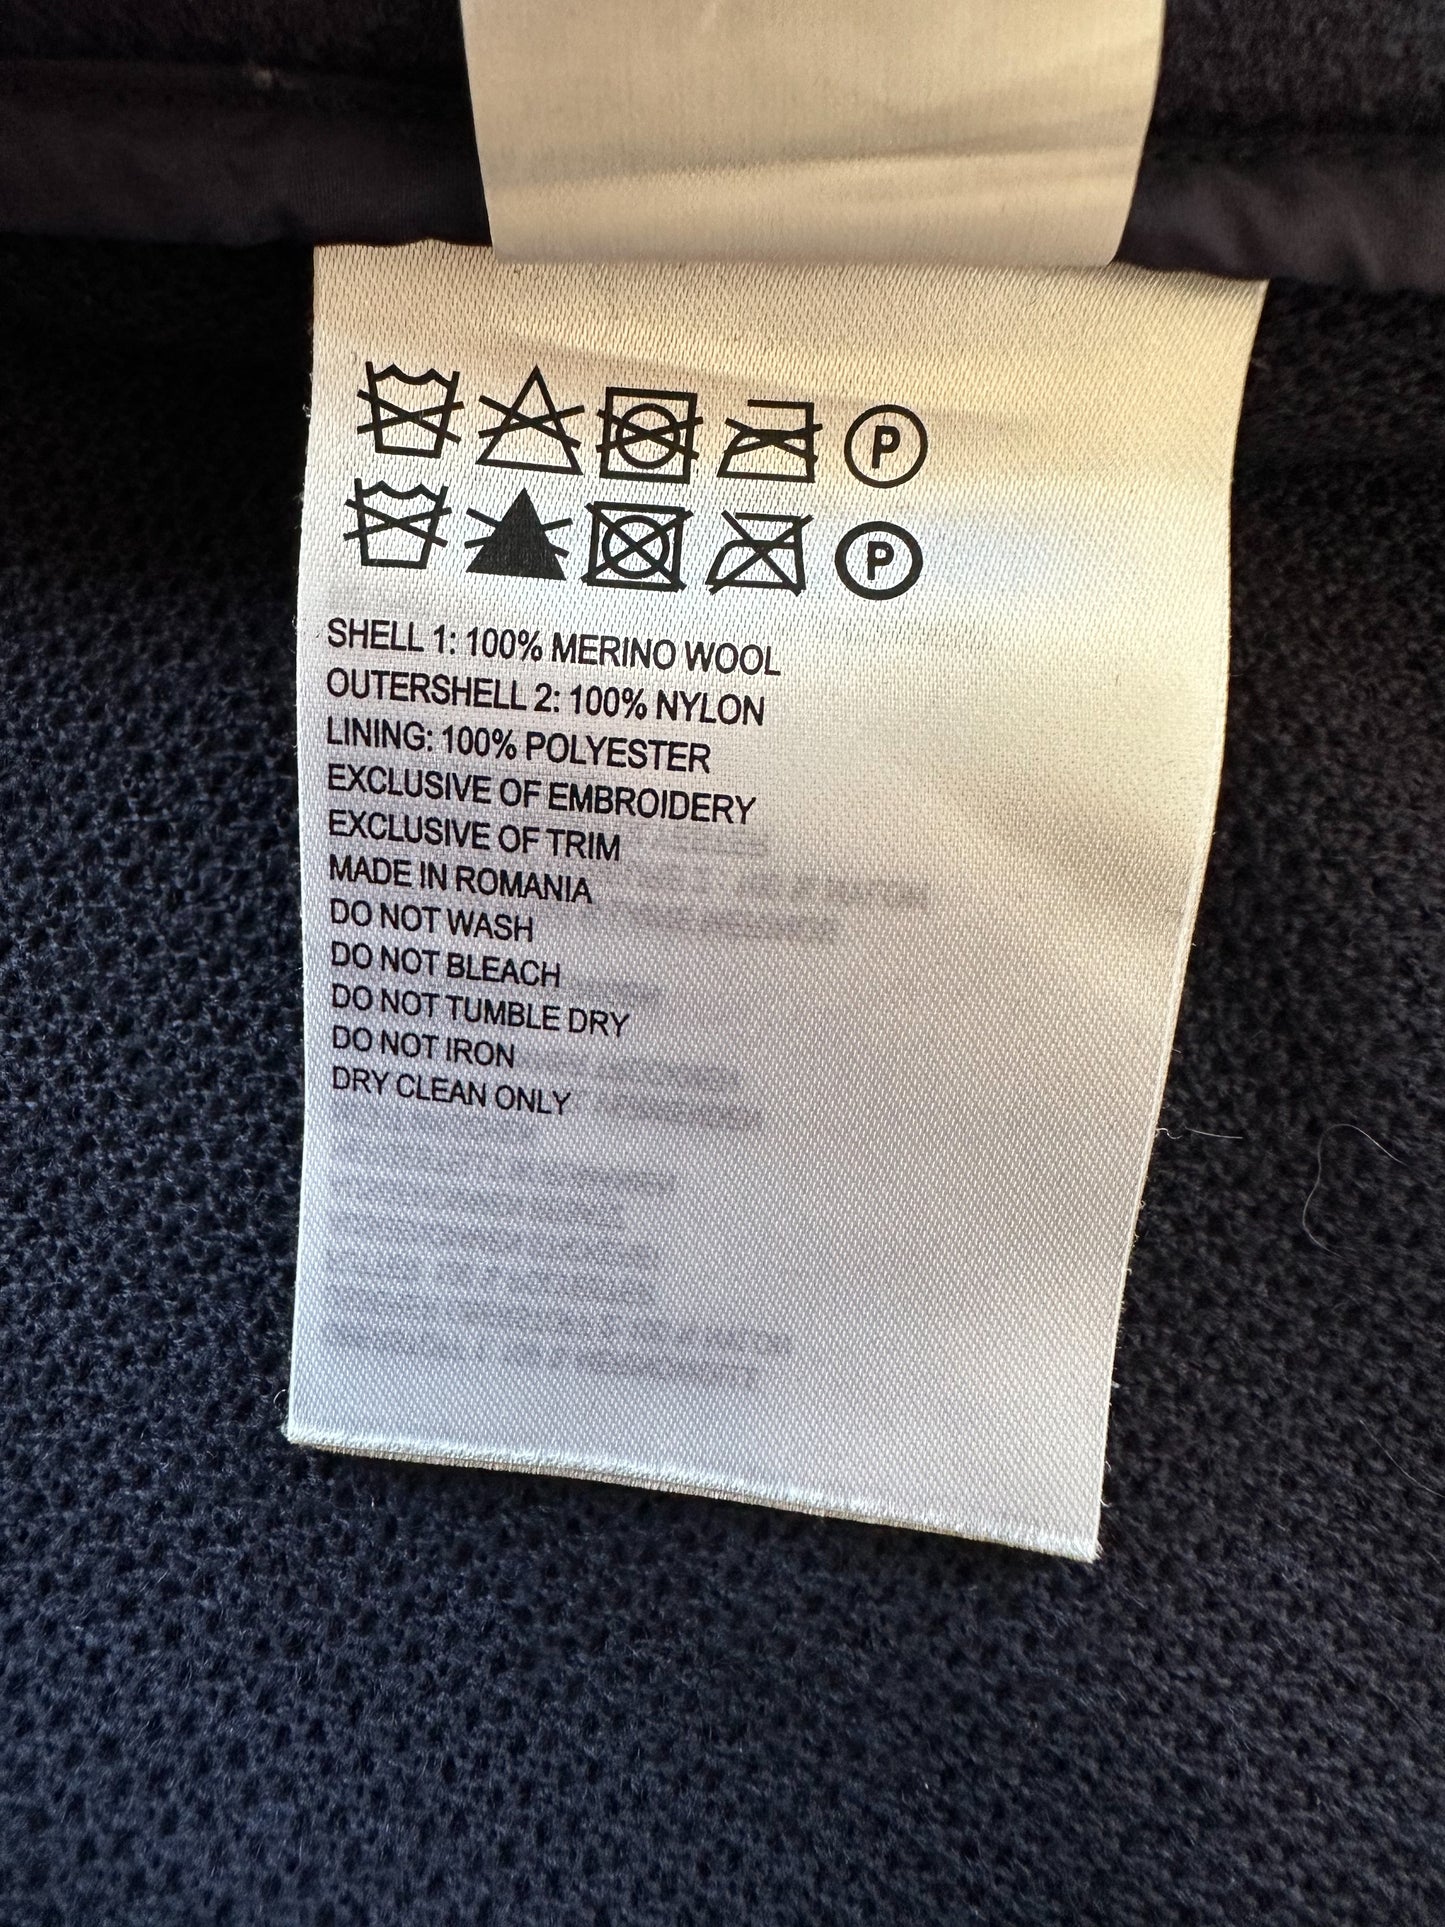 P
P
SHELL 1: 100% MERINO WOOL
OUTERSHELL 2: 100% NYLON
LINING: 100% POLYESTER
EXCLUSIVE OF EMBROIDERY
EXCLUSIVE OF TRIM
MADE IN ROMANIA
DO NOT WASH
DO NOT BLEACH
DO NOT TUMBLE DRY
DO NOT IRON
DRY CLEAN ONLY